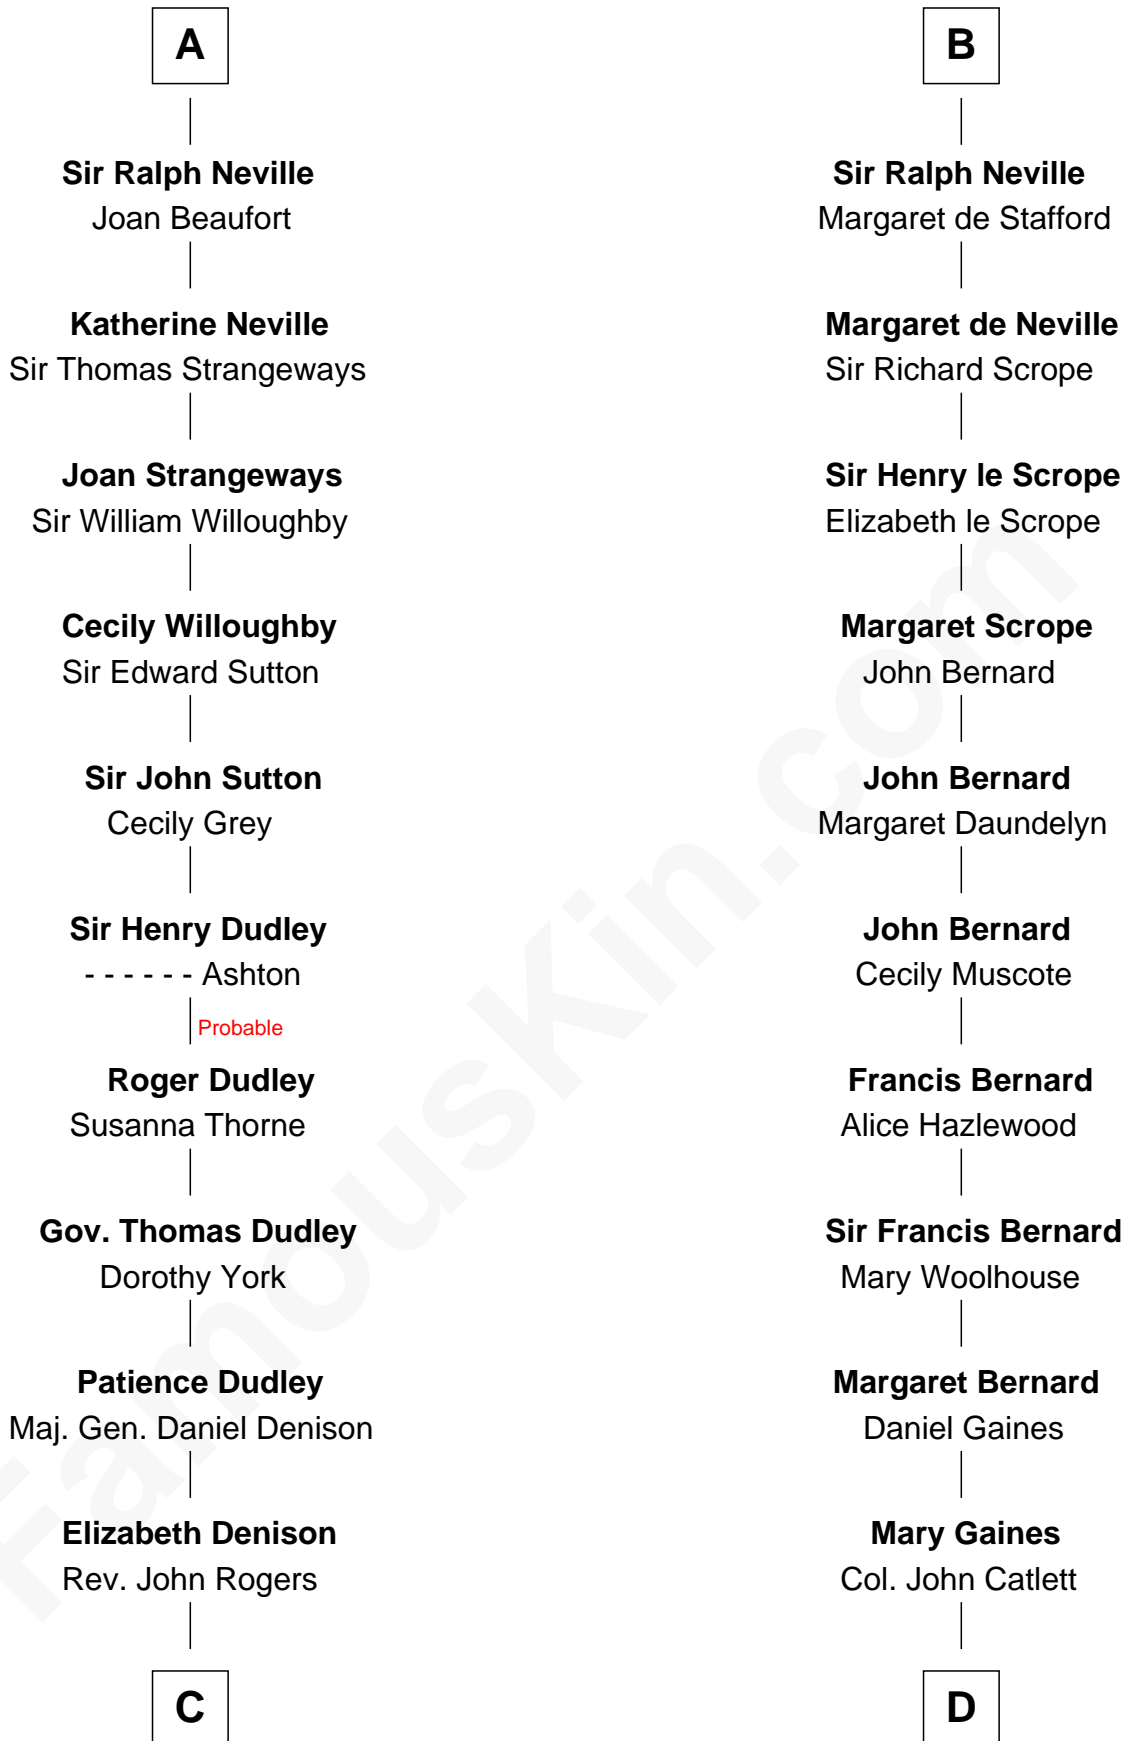 A
Sir Ralph Neville
Joan Beaufort
Katherine Neville
Sir Thomas Strangeways
Joan Strangeways
Sir William Willoughby
Cecily Willoughby
Sir Edward Sutton
Sir John Sutton
Cecily Grey
Sir Henry Dudley
- - - - - - Ashton
Probable
Roger Dudley
Susanna Thorne
Gov. Thomas Dudley
Dorothy York
Patience Dudley
Maj. Gen. Daniel Denison
Elizabeth Denison
Rev. John Rogers
C
B
Sir Ralph Neville
Margaret de Stafford
Margaret de Neville
Sir Richard Scrope
Sir Henry le Scrope
Elizabeth le Scrope
Margaret Scrope
John Bernard
John Bernard
Margaret Daundelyn
John Bernard
Cecily Muscote
Francis Bernard
Alice Hazlewood
Sir Francis Bernard
Mary Woolhouse
Margaret Bernard
Daniel Gaines
Mary Gaines
Col. John Catlett
D
FamousKin.com